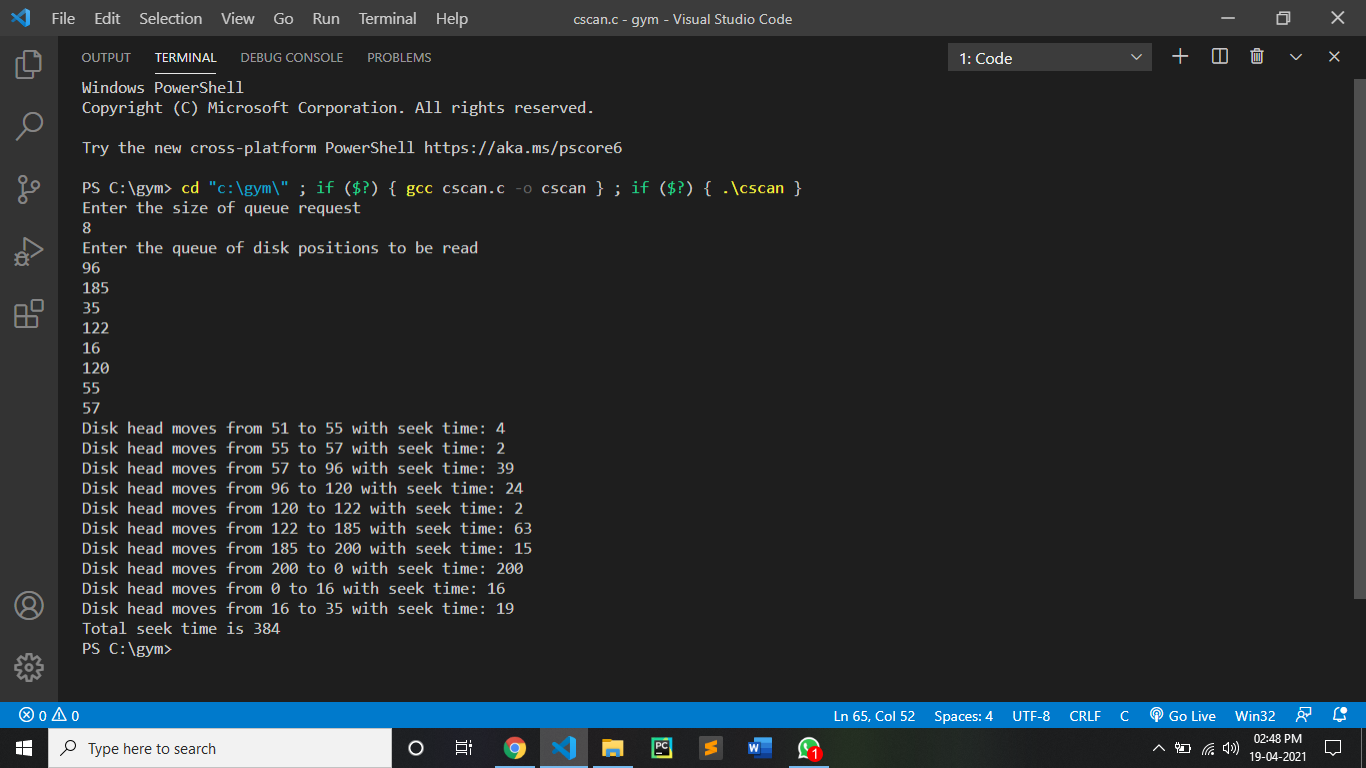 File Edit Selection View Go Run Terminal Help cscan.c - gym - Visual Studio Code
OUTPUT TERMINAL DEBUG CONSOLE PROBLEMS 1: Code
Windows PowerShell
Copyright (C) Microsoft Corporation. All rights reserved.
Try the new cross-platform PowerShell https://aka.ms/pscore6
PS C:\gym> cd "c:\gym\" ; if ($?) { gcc cscan.c -o cscan } ; if ($?) { .\cscan }
Enter the size of queue request
8
Enter the queue of disk positions to be read
96
185
35
122
16
120
55
57
Disk head moves from 51 to 55 with seek time: 4
Disk head moves from 55 to 57 with seek time: 2
Disk head moves from 57 to 96 with seek time: 39
Disk head moves from 96 to 120 with seek time: 24
Disk head moves from 120 to 122 with seek time: 2
Disk head moves from 122 to 185 with seek time: 63
Disk head moves from 185 to 200 with seek time: 15
Disk head moves from 200 to 0 with seek time: 200
Disk head moves from 0 to 16 with seek time: 16
Disk head moves from 16 to 35 with seek time: 19
Total seek time is 384
PS C:\gym>
0 0 Ln 65, Col 52 Spaces: 4 UTF-8 CRLF C Go Live Win32
Type here to search PC W 1 02:48 PM
19-04-2021